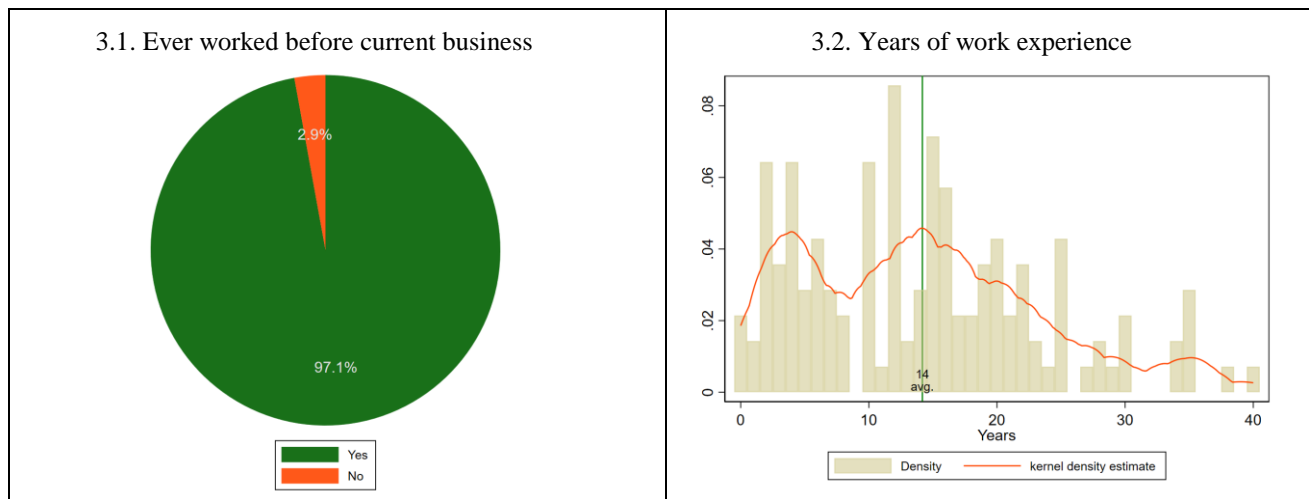 3.1. Ever worked before current business
2.9%
97.1%
Yes
No
3.2. Years of work experience
.08
.06
.04
.02
0
14
avg.
0 10 20 30 40
Years
Density kernel density estimate